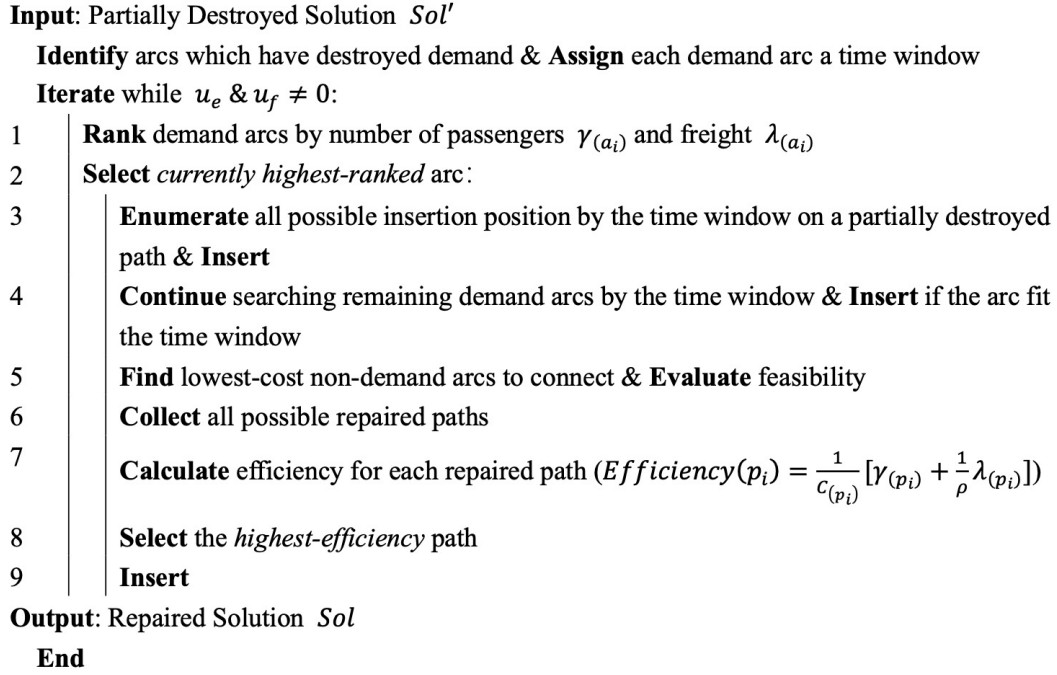 Input: Partially Destroyed Solution Sol′
Identify arcs which have destroyed demand & Assign each demand arc a time window
Iterate while u_e & u_f ≠ 0:
1 Rank demand arcs by number of passengers γ_(a_i) and freight λ_(a_i)
2 Select currently highest-ranked arc:
3 Enumerate all possible insertion position by the time window on a partially destroyed
path & Insert
4 Continue searching remaining demand arcs by the time window & Insert if the arc fit
the time window
5 Find lowest-cost non-demand arcs to connect & Evaluate feasibility
6 Collect all possible repaired paths
7 Calculate efficiency for each repaired path (Efficiency(p_i) = 1/C_(p_i) [γ_(p_i) + 1/ρ λ_(p_i)])
8 Select the highest-efficiency path
9 Insert
Output: Repaired Solution Sol
End